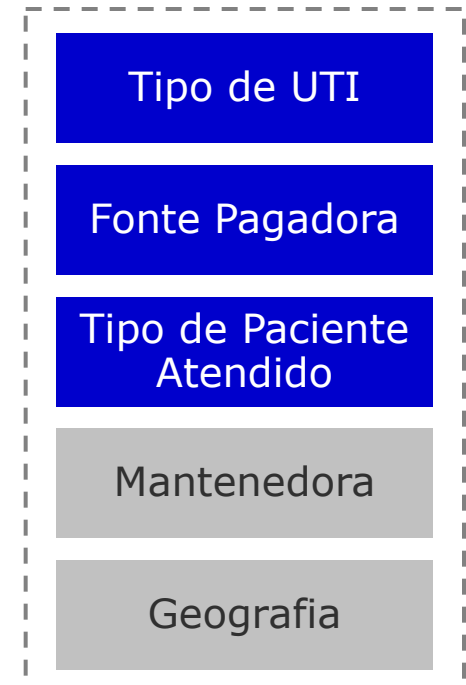 Tipo de UTI
Fonte Pagadora
Tipo de Paciente
Atendido
Mantenedora
Geografia